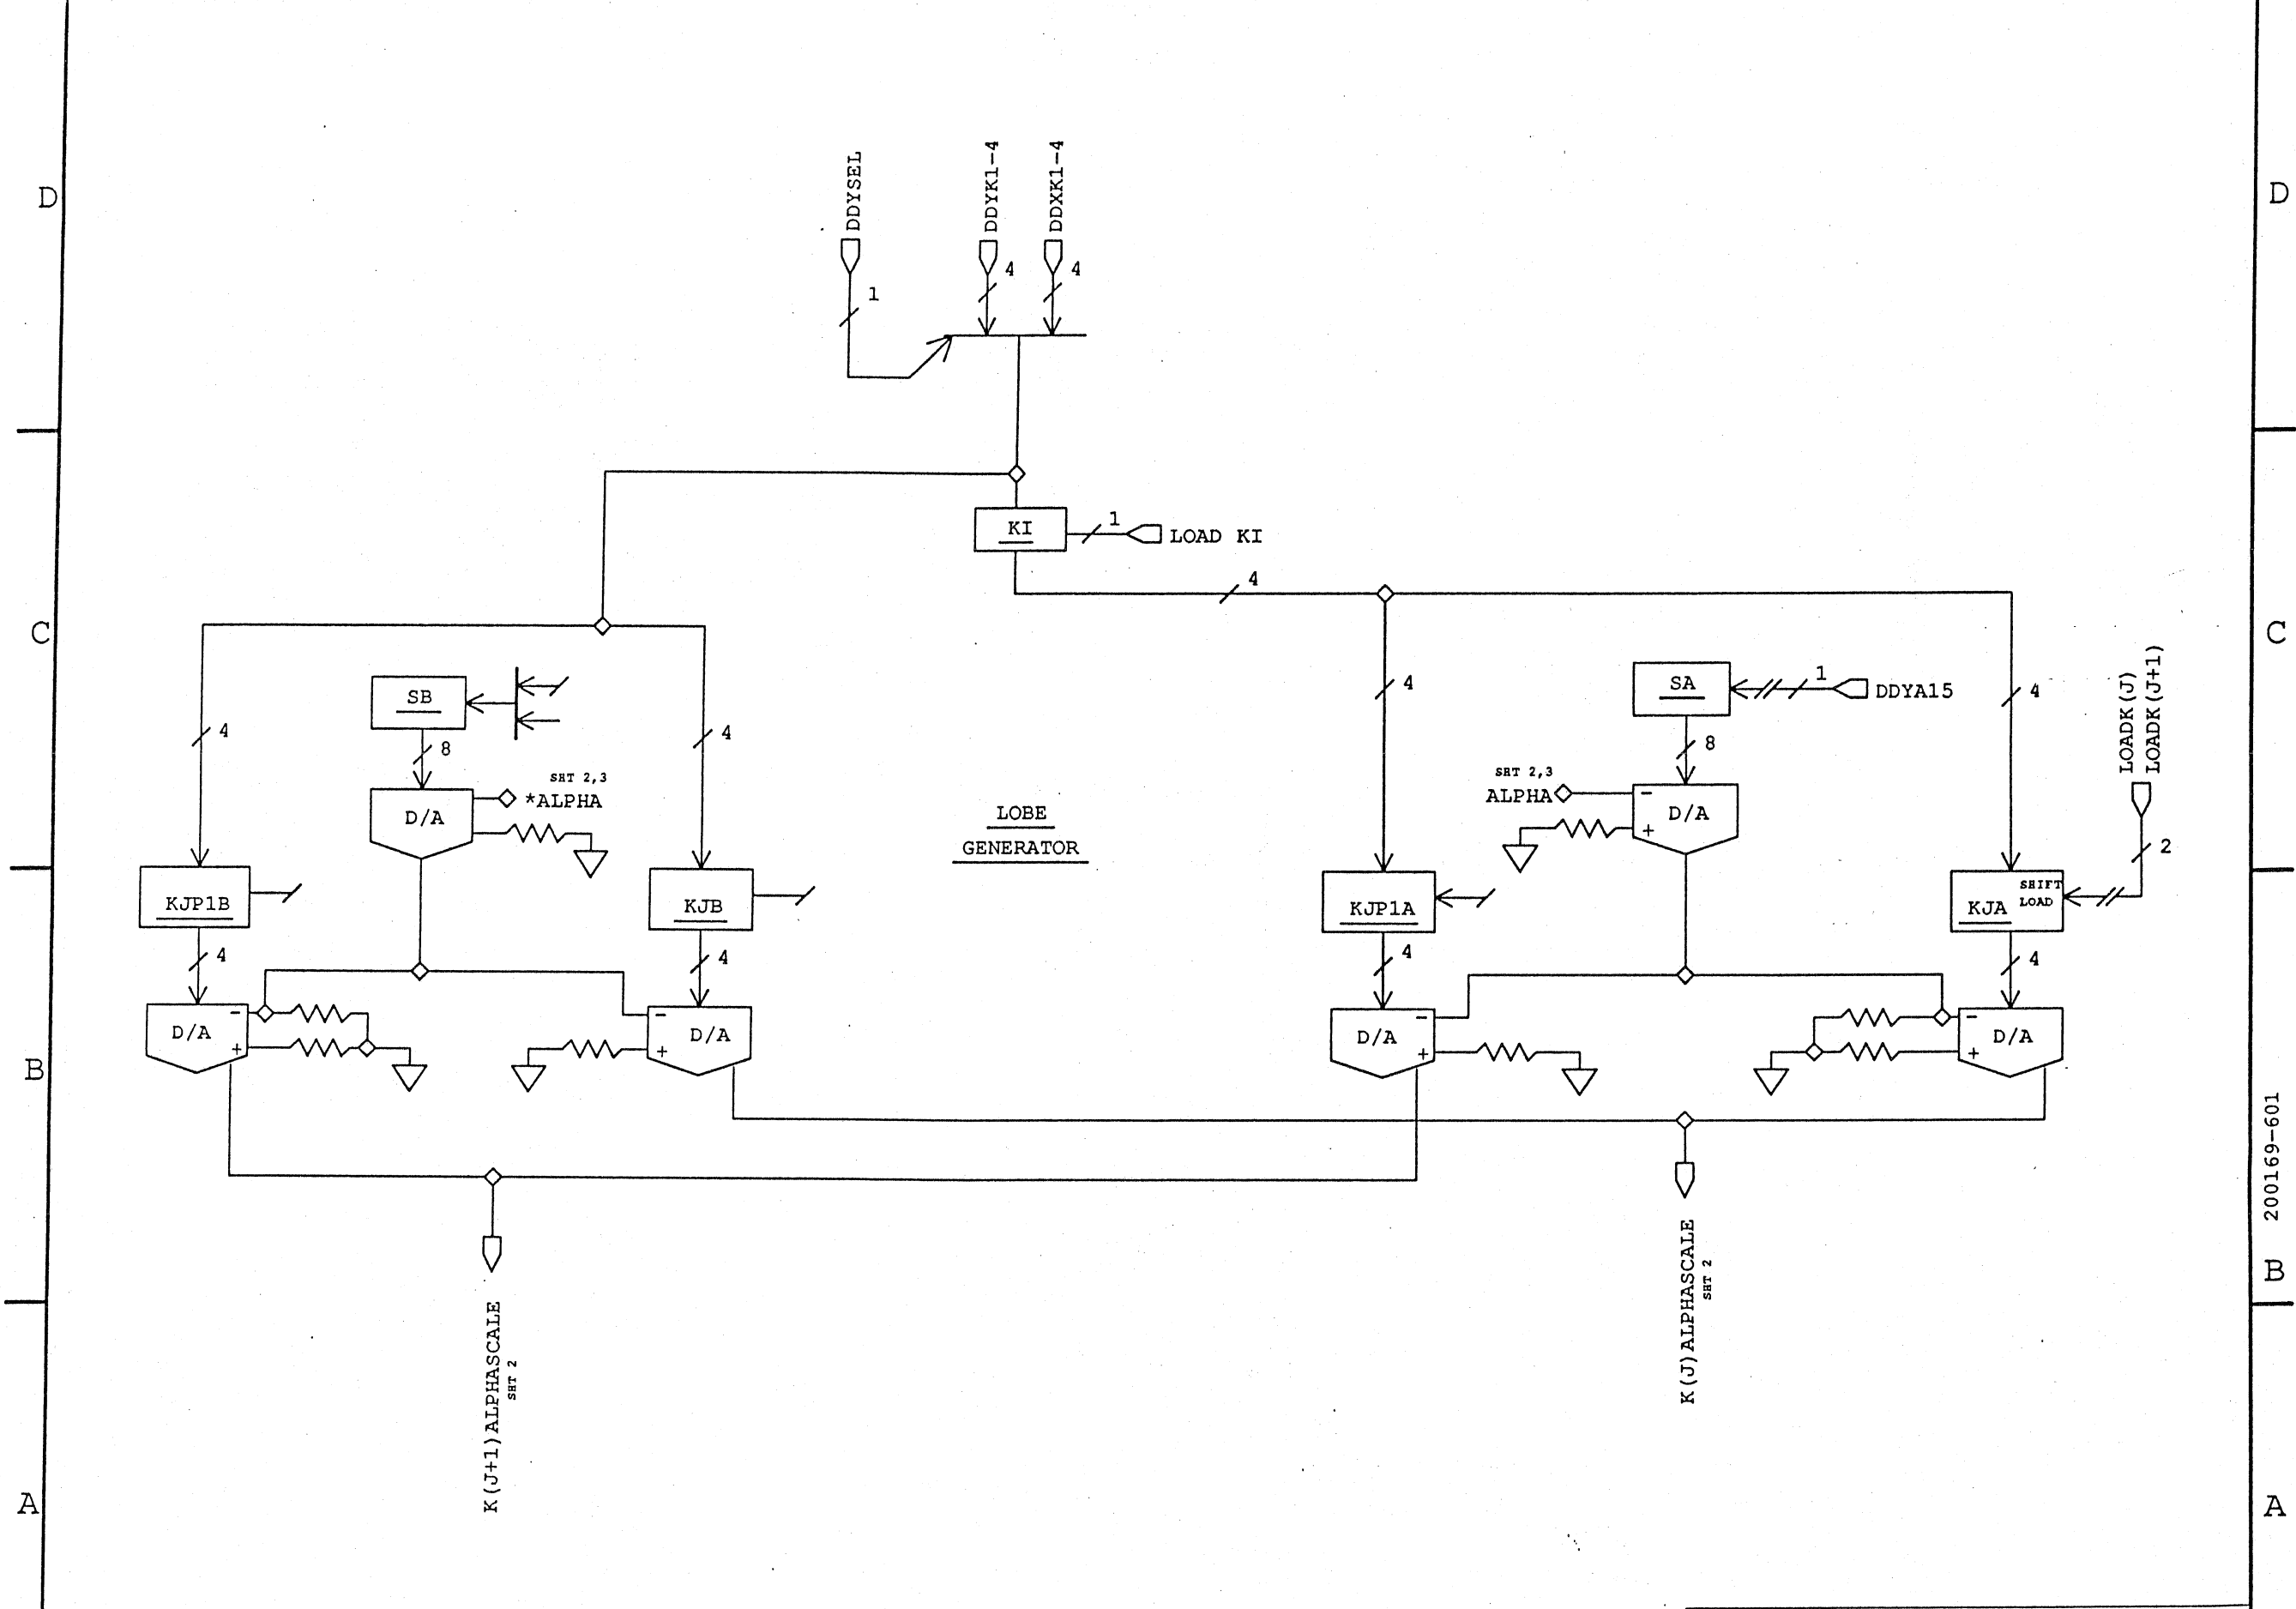 DDYSEL
DDYK1-4
DDXK1-4
D
D
1
4
4
KI
1
LOAD KI
4
C
C
SB
8
SHT 2,3
*ALPHA
D/A
4
4
LOBE
GENERATOR
4
SA
1
DDYA15
8
SHT 2,3
ALPHA
-
+
D/A
4
LOADK(J)
LOADK(J+1)
2
KJP1B
KJB
KJP1A
KJA
SHIFT
LOAD
4
4
4
4
D/A
-
+
-
+
D/A
D/A
-
+
-
+
D/A
B
200169-601
B
K(J+1)ALPHASCALE
SHT 2
K(J)ALPHASCALE
SHT 2
A
A